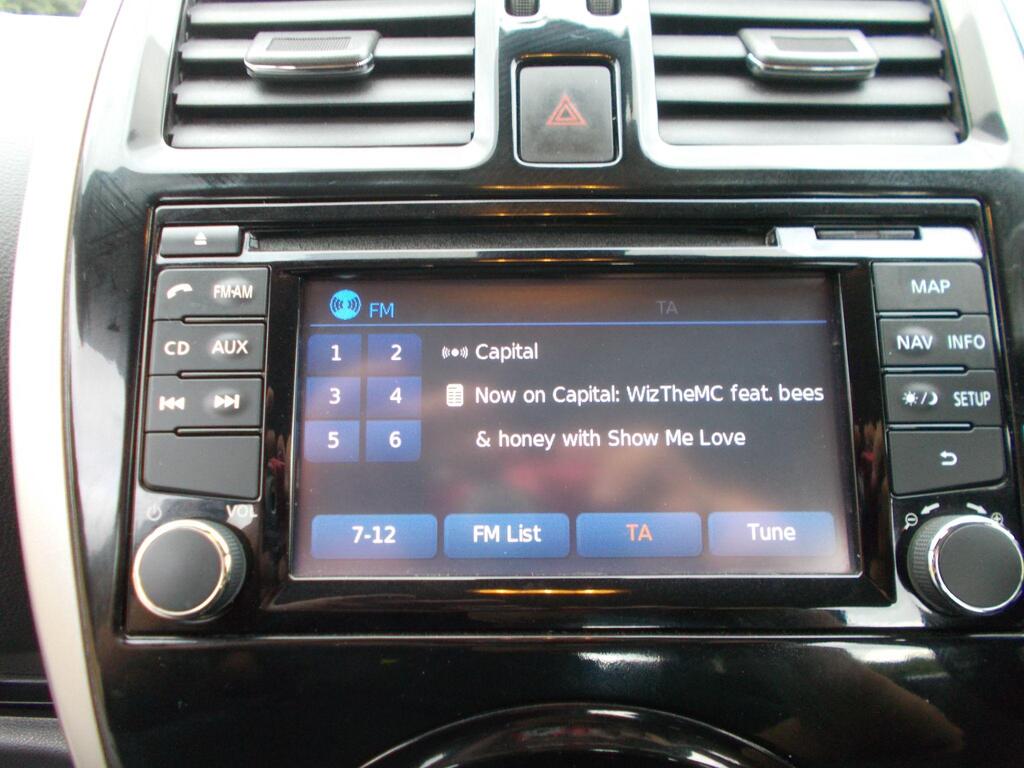 FM·AM
CD AUX
VOL
FM TA
1 2
3 4
5 6
Capital
Now on Capital: WizTheMC feat. bees
& honey with Show Me Love
7-12 FM List TA Tune
MAP
NAV INFO
SETUP